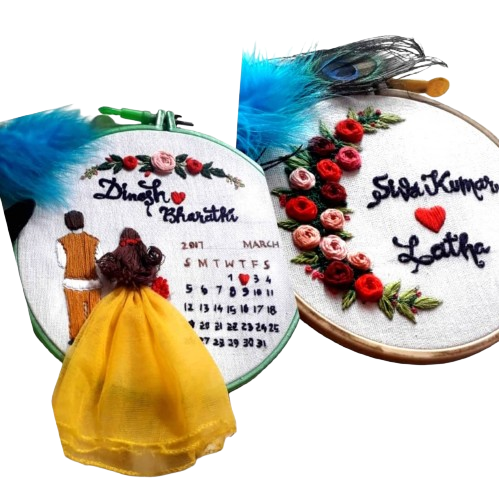 Dinesh
Bharathi
2017 MARCH
S M T W T F S
1 3 4
5 6 7 8 9 10 11
12 13 14 15 16 17 18
19 20 21 22 23 24 25
27 28 29 30 31
Siva Kumar
Latha